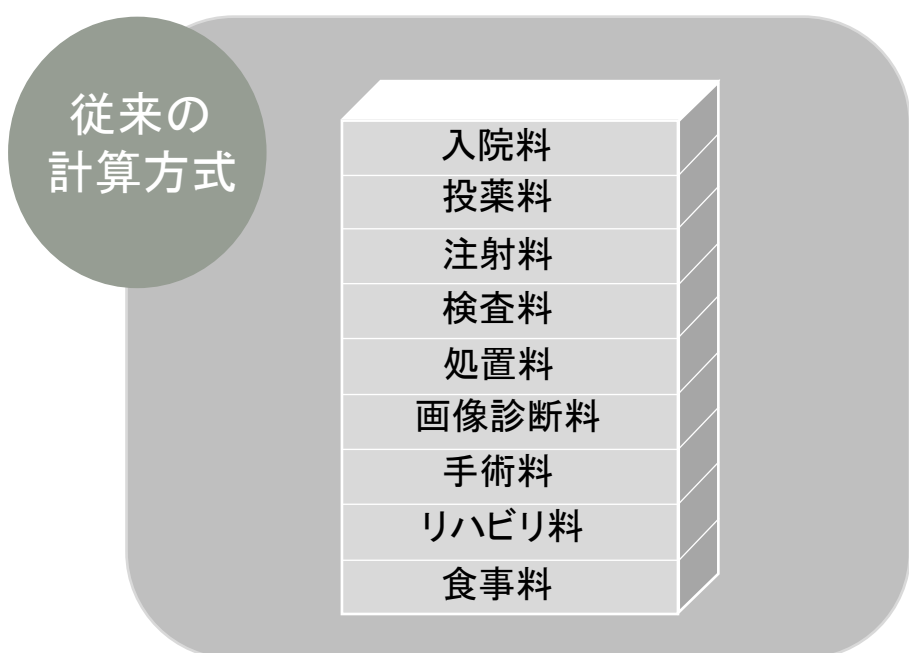 従来の
計算方式
入院料
投薬料
注射料
検査料
処置料
画像診断料
手術料
リハビリ料
食事料